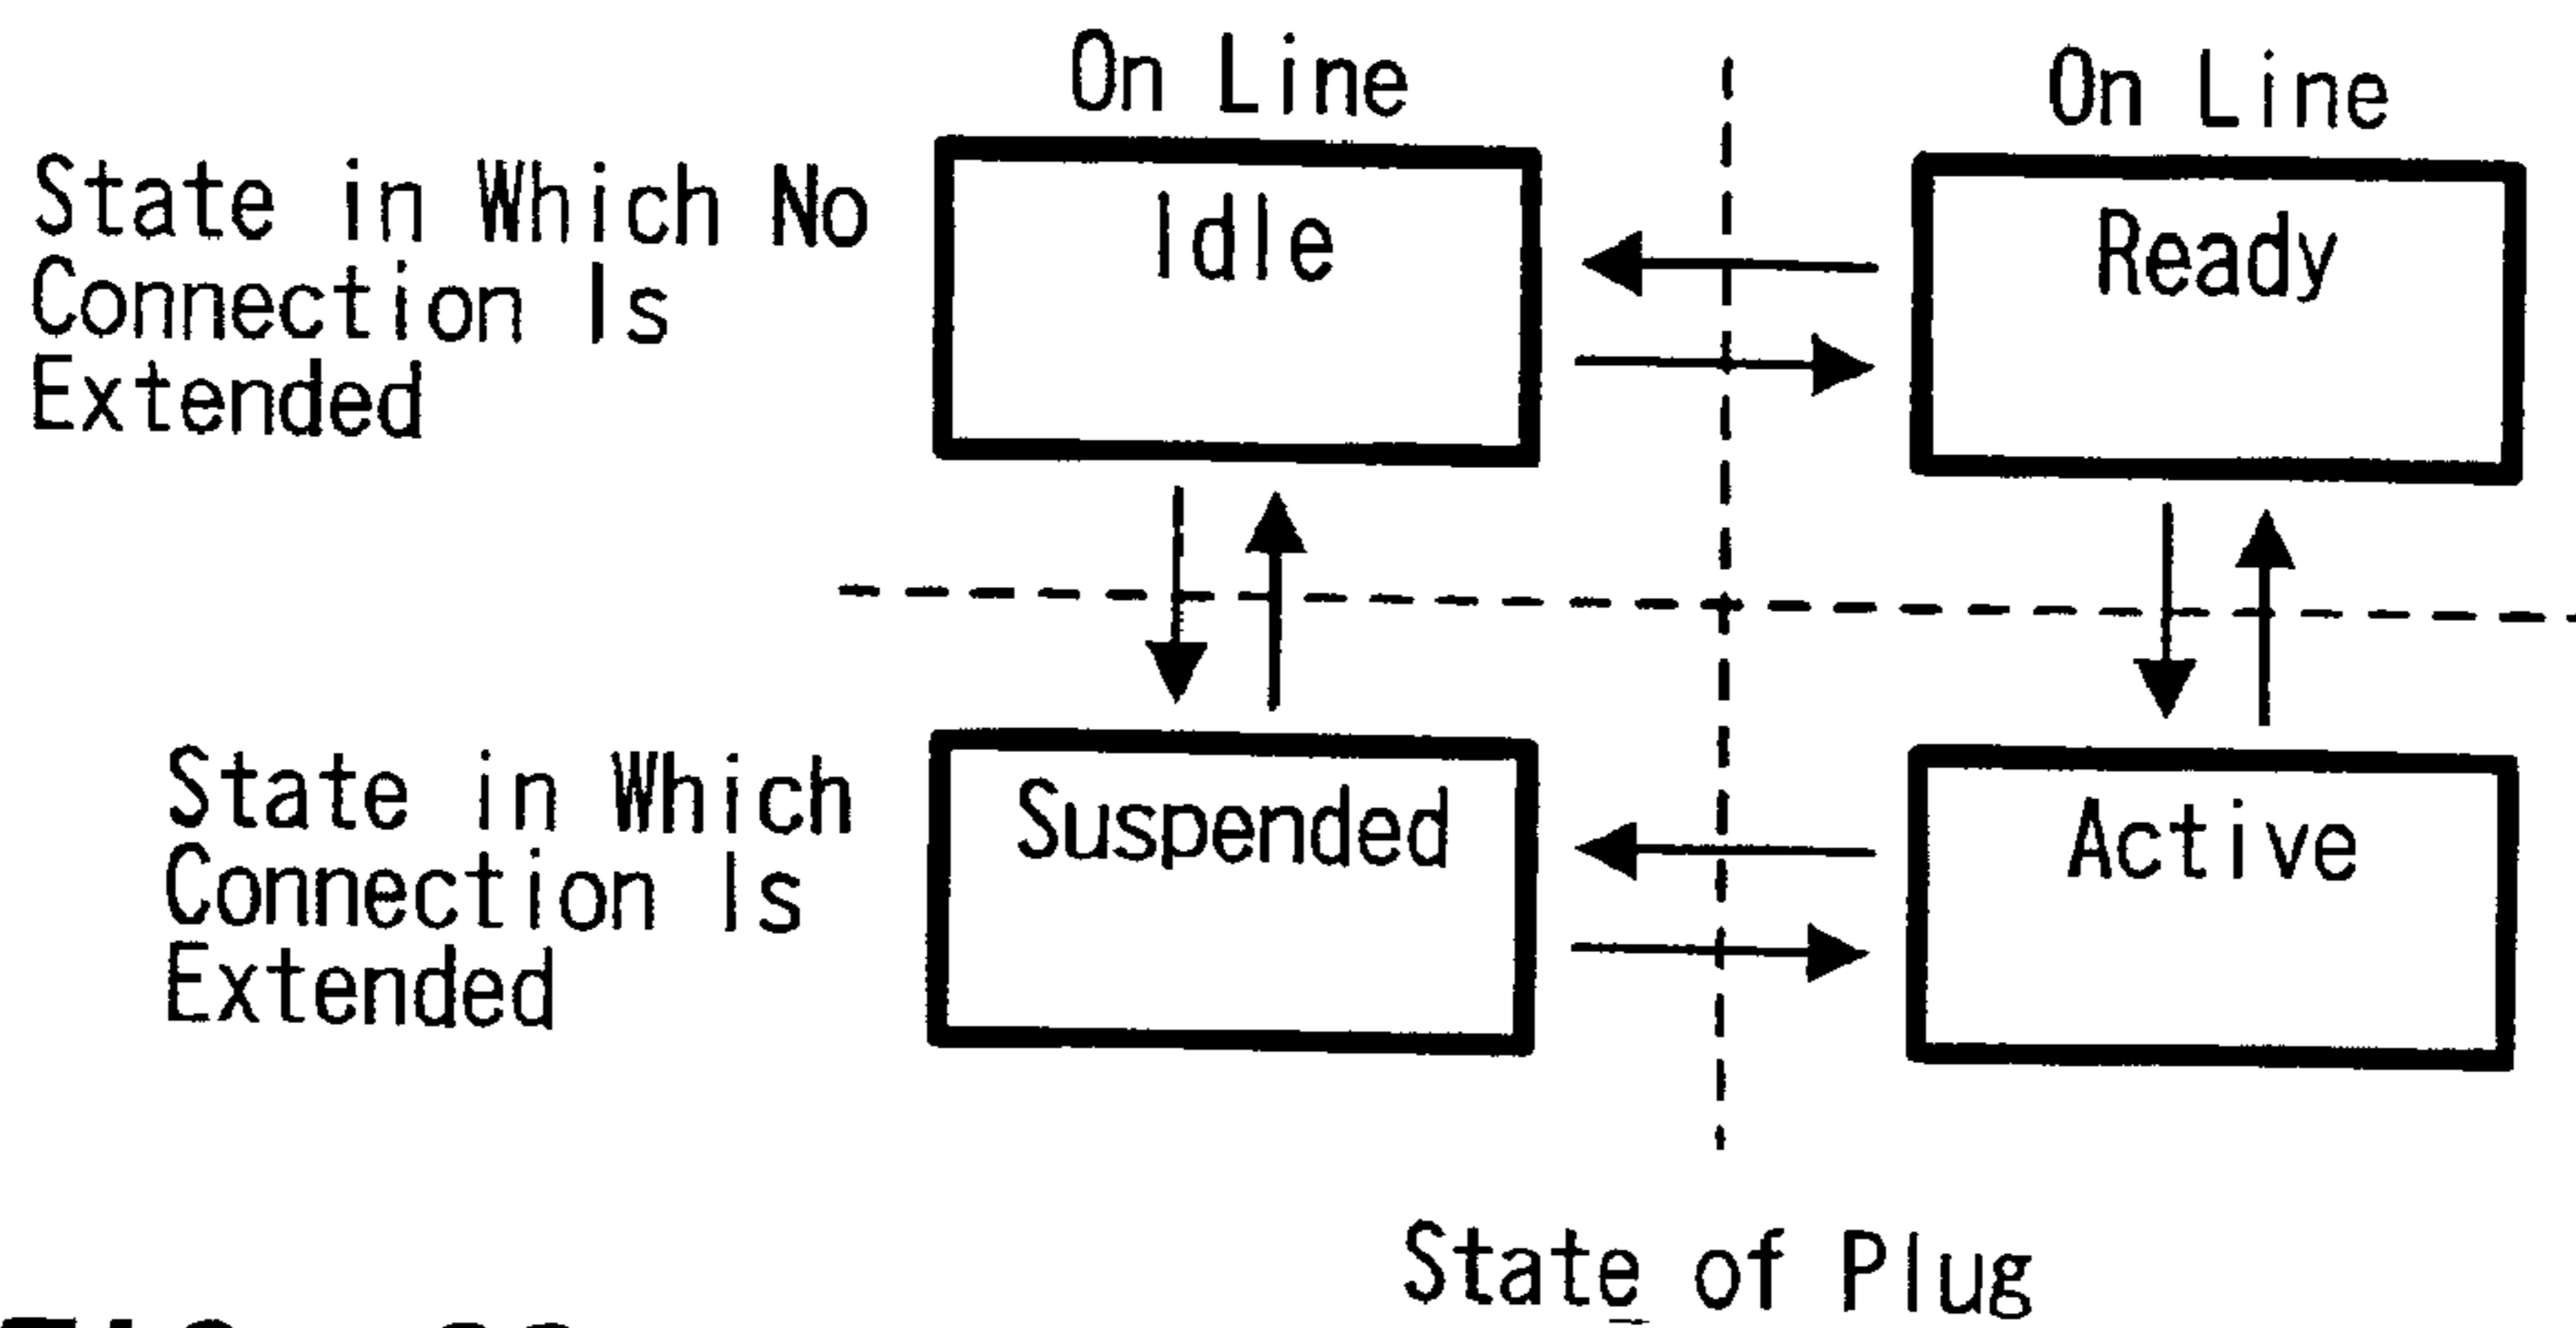 On Line
On Line
State in Which No
Connection Is
Extended
Idle
Ready
State in Which
Connection Is
Extended
Suspended
Active
State of Plug